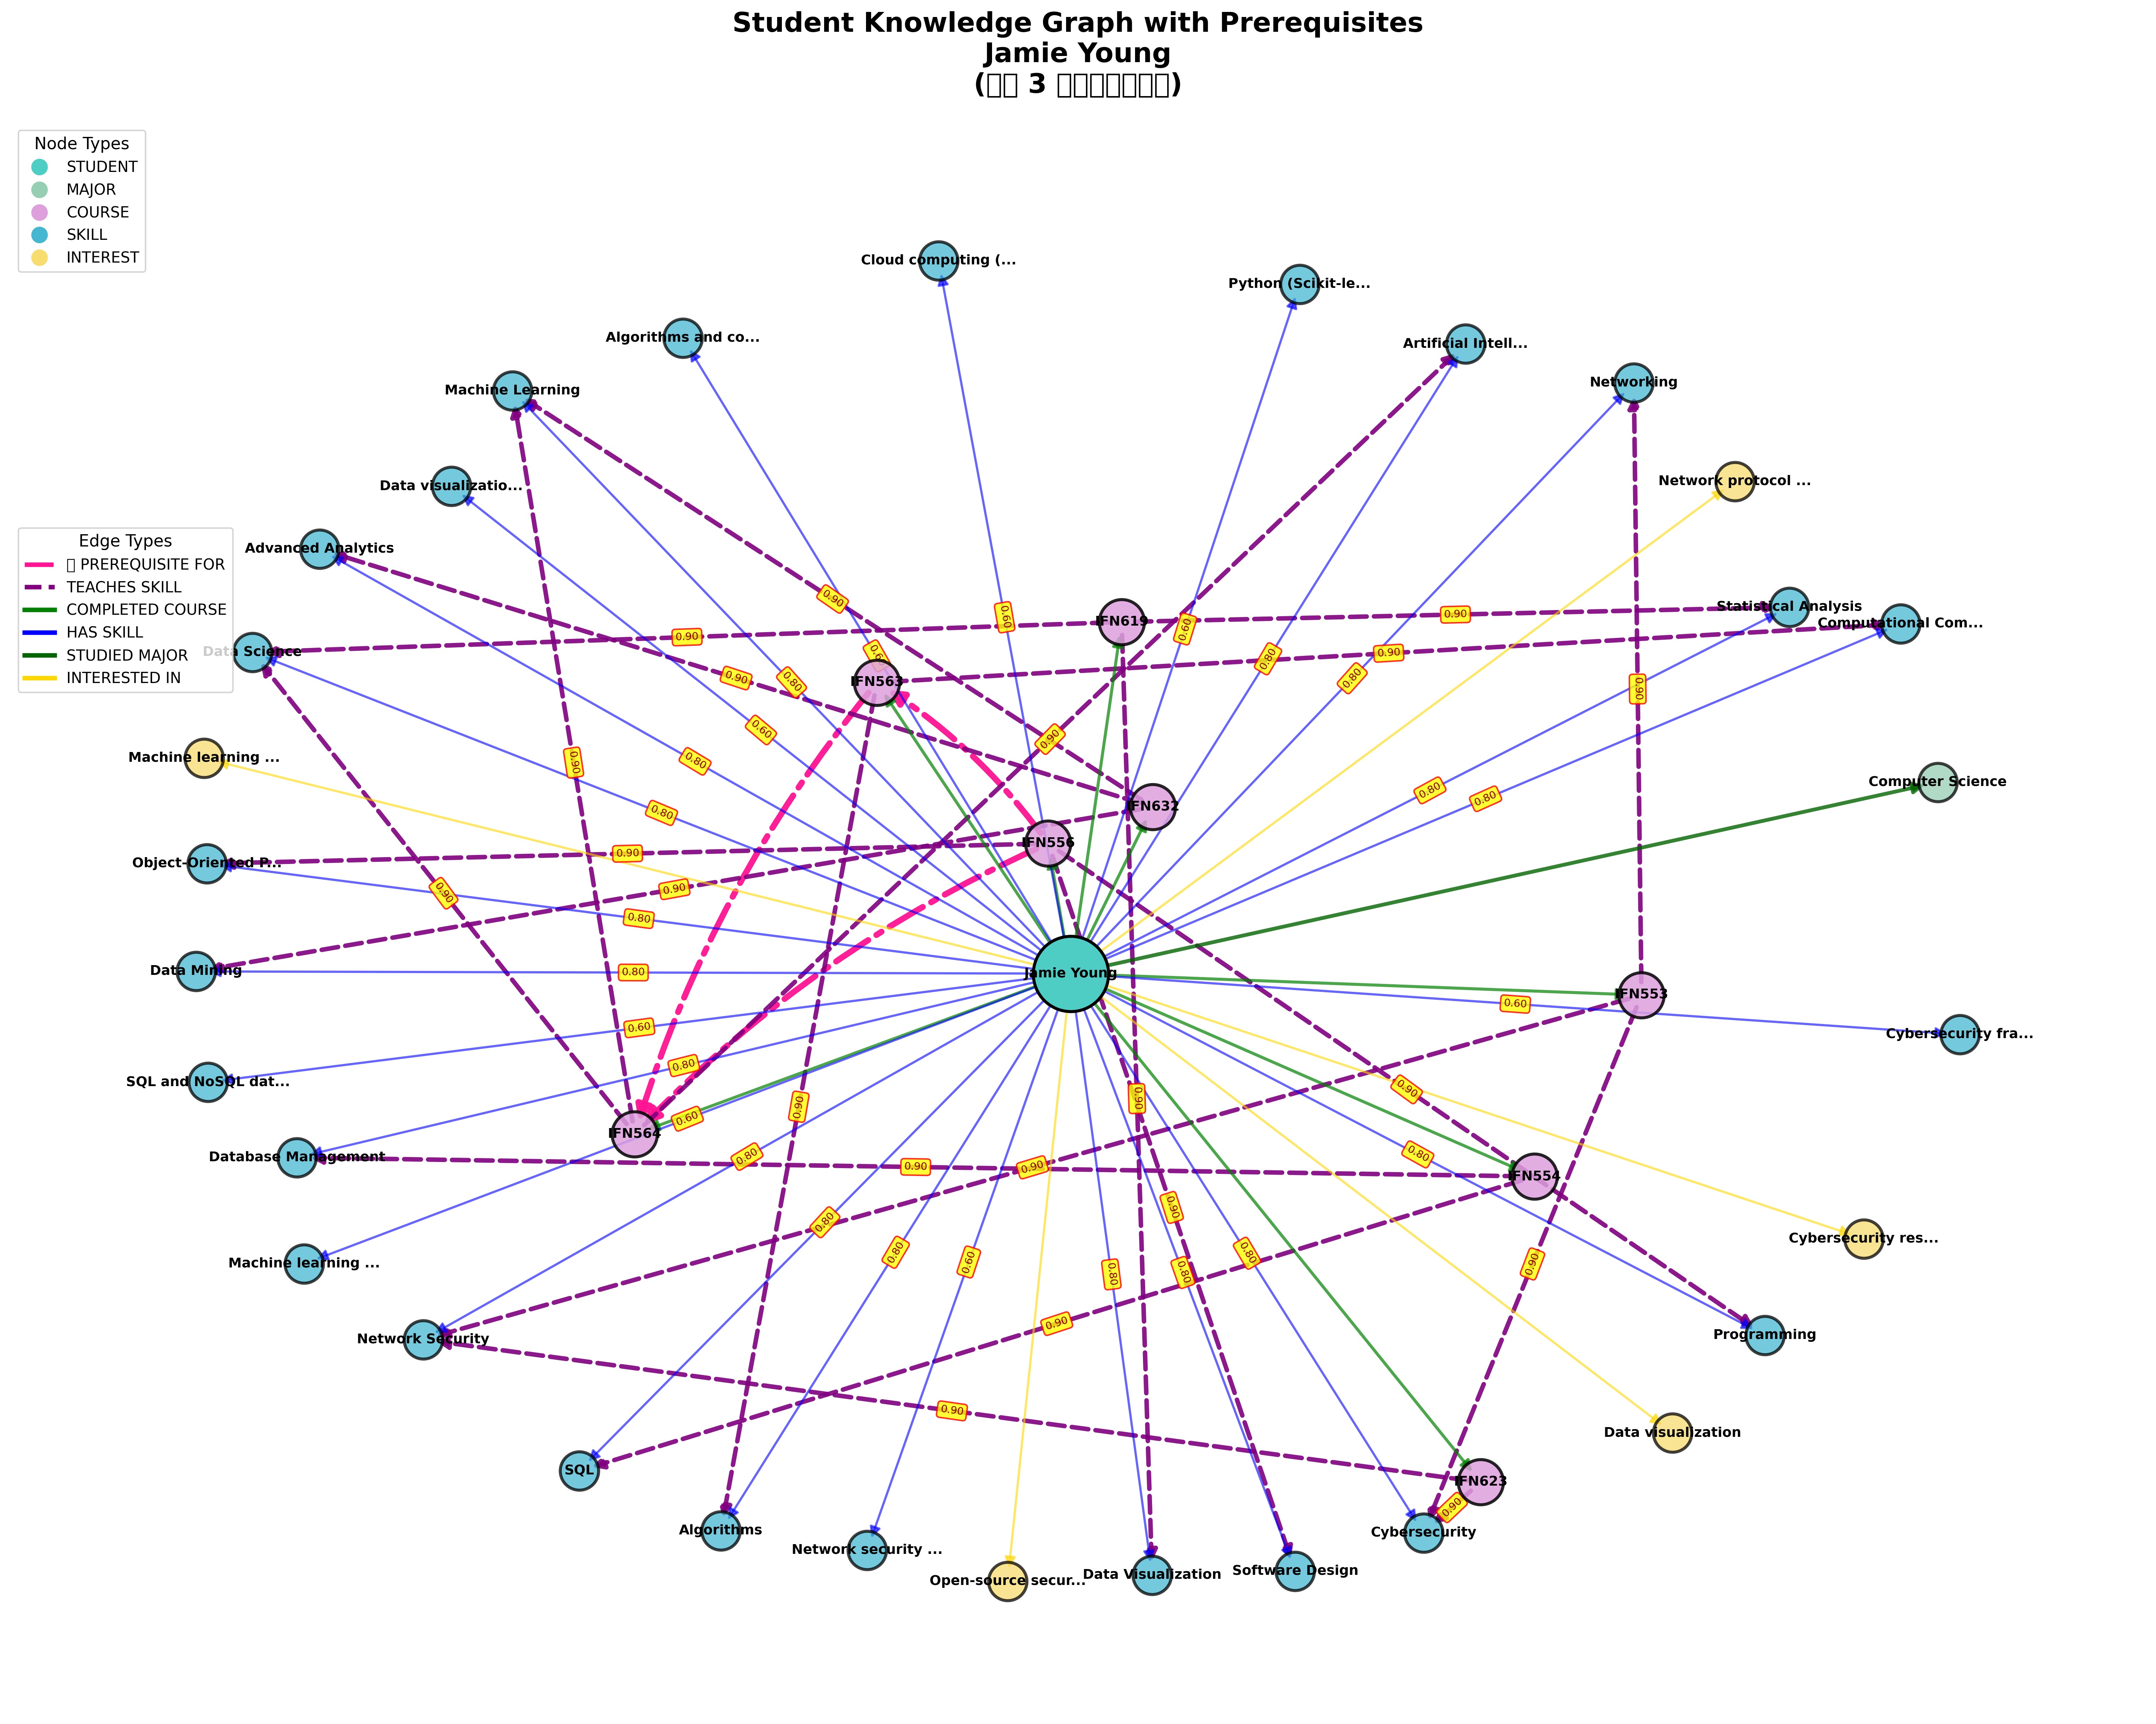 Student Knowledge Graph with Prerequisites
Jamie Young
(□□ 3 □□□□□□□)
Node Types
STUDENT
MAJOR
COURSE
SKILL
INTEREST
Edge Types
□ PREREQUISITE FOR
TEACHES SKILL
COMPLETED COURSE
HAS SKILL
STUDIED MAJOR
INTERESTED IN
Cloud computing (...
Python (Scikit-le...
Algorithms and co...
Artificial Intell...
Networking
Machine Learning
Network protocol ...
Data visualizatio...
Advanced Analytics
0.90
Statistical Analysis
0.90
0.60
IFN619
Computational Com...
0.60
0.90
Data Science
0.6
0.80
0.90
0.90
0.80
0.80
IFN563
0.90
0.60
0.90
Machine learning ...
0.80
0.90
Computer Science
0.80
0.80
IFN632
0.80
IFN556
0.90
Object-Oriented P...
0.90
0.90
0.80
Data Mining
0.80
Jamie Young
IFN553
0.60
0.60
Cybersecurity fra...
0.80
SQL and NoSQL dat...
0.90
0.90
0.90
0.60
IFN564
0.80
0.80
Database Management
0.90
0.90
IFN554
0.90
0.80
0.80
0.80
Cybersecurity res...
0.60
Machine learning ...
0.90
0.80
0.80
0.90
Network Security
Programming
0.90
Data visualization
SQL
IFN623
0.90
Algorithms
Cybersecurity
Network security ...
Software Design
Data Visualization
Open-source secur...